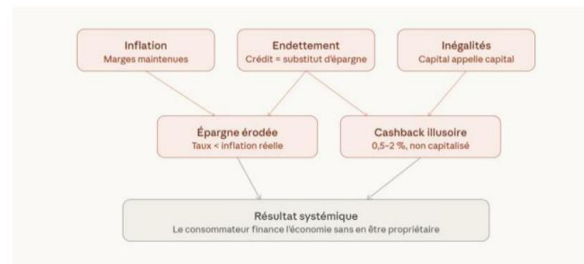 Inflation
Marges maintenues
Endettement
Crédit = substitut d'épargne
Inégalités
Capital appelle capital
Épargne érodée
Taux < inflation réelle
Cashback illusoire
0,5-2 %, non capitalisé
Résultat systémique
Le consommateur finance l'économie sans en être propriétaire